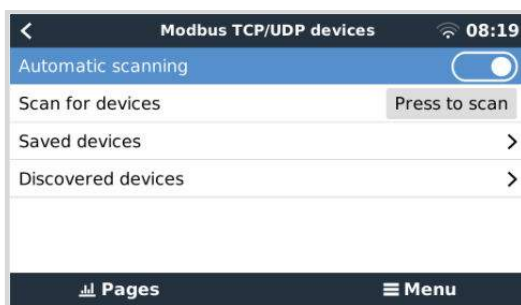 Modbus TCP/UDP devices 08:19
Automatic scanning
Scan for devices Press to scan
Saved devices
Discovered devices
Pages Menu